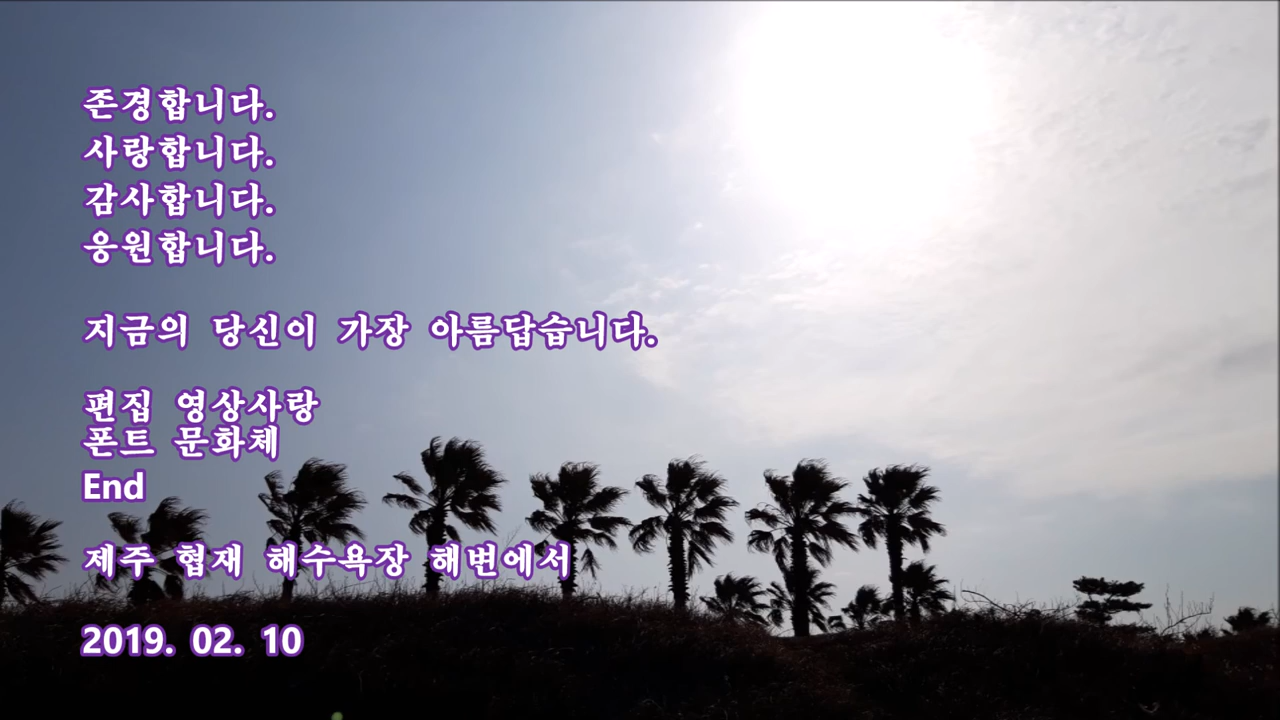 존경합니다.
사랑합니다.
감사합니다.
응원합니다.
지금의 당신이 가장 아름답습니다.
편집 영상사랑
폰트 문화체
End
제주 협재 해수욕장 해변에서
2019. 02. 10